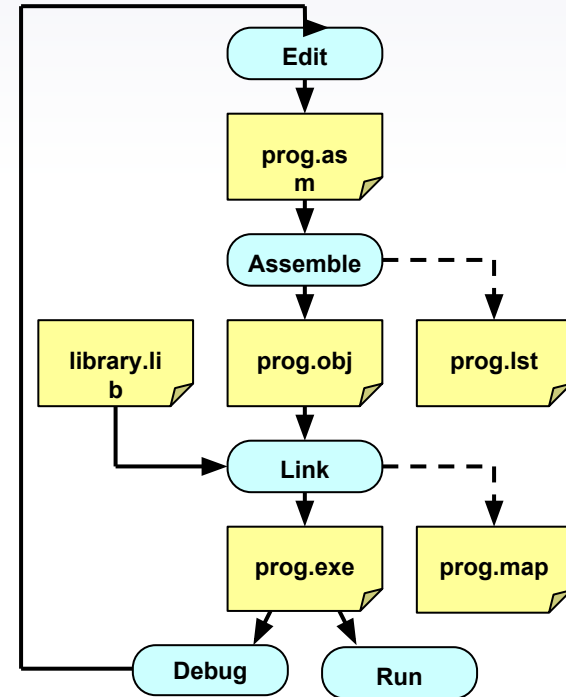 Edit
prog.as
m
Assemble
library.li
b
prog.obj
prog.lst
Link
prog.exe
prog.map
Debug
Run